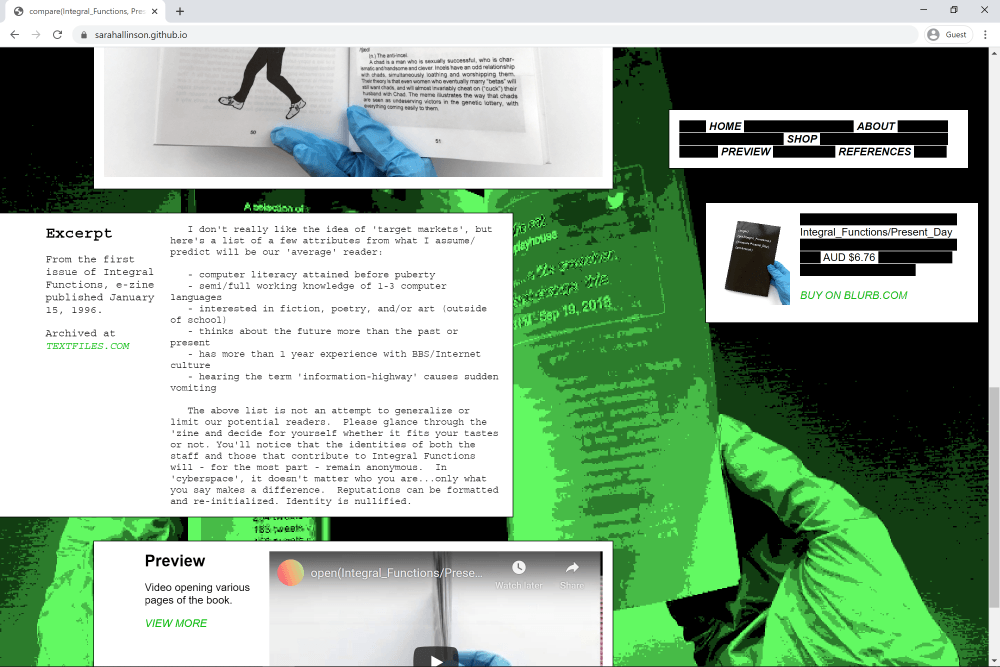 compare(Integral_Functions, Pres
sarahallinson.github.io
Guest
/tjad/
(n.) The anti-incel.
A chad is a man who is sexually successful, who is char-
ismatic and handsome and clever. Incels have an odd relationship
with chads, simultaneously loathing and worshipping them.
Their theory is that even women who eventually marry "betas" will
still want chads, and will almost invariably cheat on ("cuck") their
husband with Chad. The meme illustrates the way that chads
are seen as undeserving victors in the genetic lottery, with
everything coming easily to them.
50
51
HOME
ABOUT
SHOP
PREVIEW
REFERENCES
Integral_Functions/Present_Day
AUD $6.76
BUY ON BLURB.COM
A selection of
playhouse
Sep 19, 2018
Excerpt
From the first
issue of Integral
Functions, e-zine
published January
15, 1996.
Archived at
TEXTFILES.COM
I don't really like the idea of 'target markets', but
here's a list of a few attributes from what I assume/
predict will be our 'average' reader:
- computer literacy attained before puberty
- semi/full working knowledge of 1-3 computer
languages
- interested in fiction, poetry, and/or art (outside
of school)
- thinks about the future more than the past or
present
- has more than 1 year experience with BBS/Internet
culture
- hearing the term 'information-highway' causes sudden
vomiting
The above list is not an attempt to generalize or
limit our potential readers.  Please glance through the
'zine and decide for yourself whether it fits your tastes
or not. You'll notice that the identities of both the
staff and those that contribute to Integral Functions
will - for the most part - remain anonymous.  In
'cyberspace', it doesn't matter who you are...only what
you say makes a difference.  Reputations can be formatted
and re-initialized. Identity is nullified.
tweets
163 tweets
Preview
Video opening various
pages of the book.
VIEW MORE
open(Integral_Functions/Prese...
Watch later
Share